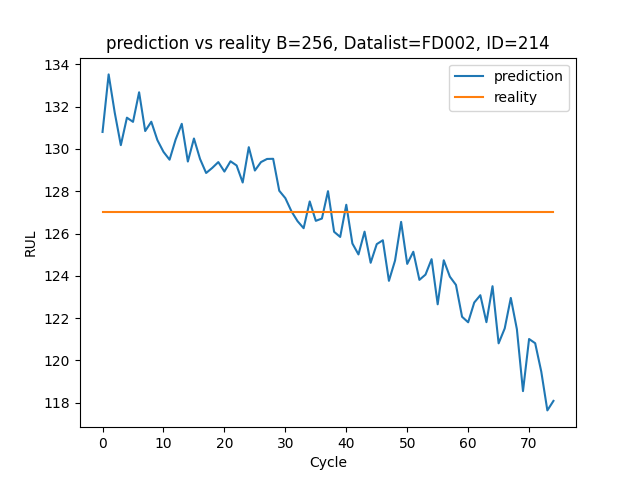 prediction vs reality B=256, Datalist=FD002, ID=214
prediction
reality
RUL
134
132
130
128
126
124
122
120
118
0 10 20 30 40 50 60 70
Cycle